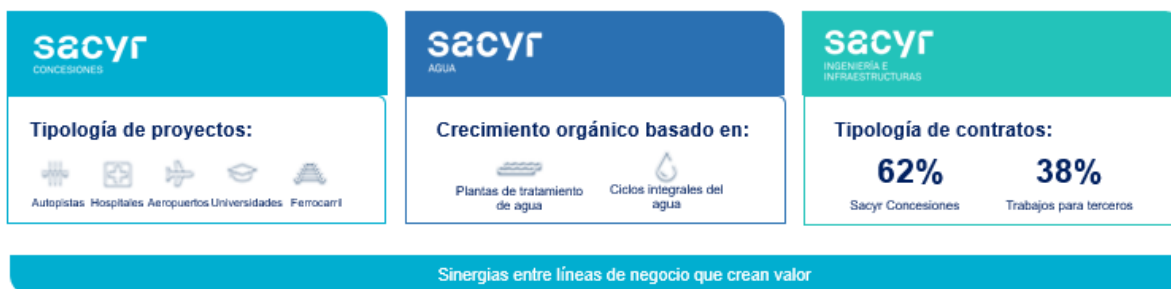 sacyr
CONCESIONES
Tipología de proyectos:
Autopistas Hospitales Aeropuertos Universidades Ferrocarril
sacyr
AGUA
Crecimiento orgánico basado en:
Plantas de tratamiento
de agua
Ciclos integrales del
agua
sacyr
INGENIERÍA E
INFRAESTRUCTURAS
Tipología de contratos:
62% 38%
Sacyr Concesiones Trabajos para terceros
Sinergias entre líneas de negocio que crean valor